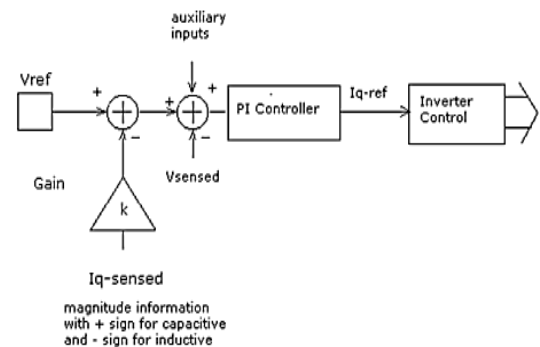 auxiliary
inputs
Vref
+
+
+
PI Controller
Iq-ref
Inverter
Control
-
-
Vsensed
Gain
k
Iq-sensed
magnitude information
with + sign for capacitive
and - sign for inductive